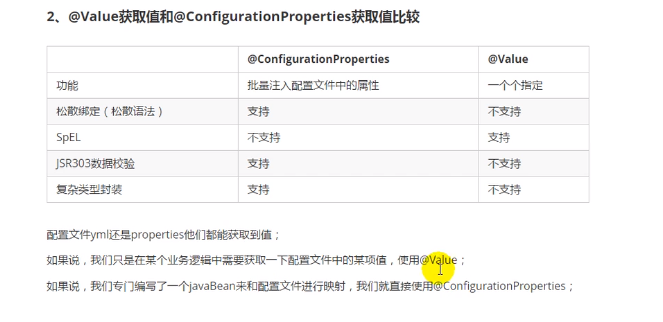 2、@Value获取值和@ConfigurationProperties获取值比较
@ConfigurationProperties @Value
功能 批量注入配置文件中的属性 一个个指定
松散绑定（松散语法） 支持 不支持
SpEL 不支持 支持
JSR303数据校验 支持 不支持
复杂类型封装 支持 不支持
配置文件yml还是properties他们都能获取到值；
如果说，我们只是在某个业务逻辑中需要获取一下配置文件中的某项值，使用@Value；
如果说，我们专门编写了一个javaBean来和配置文件进行映射，我们就直接使用@ConfigurationProperties；